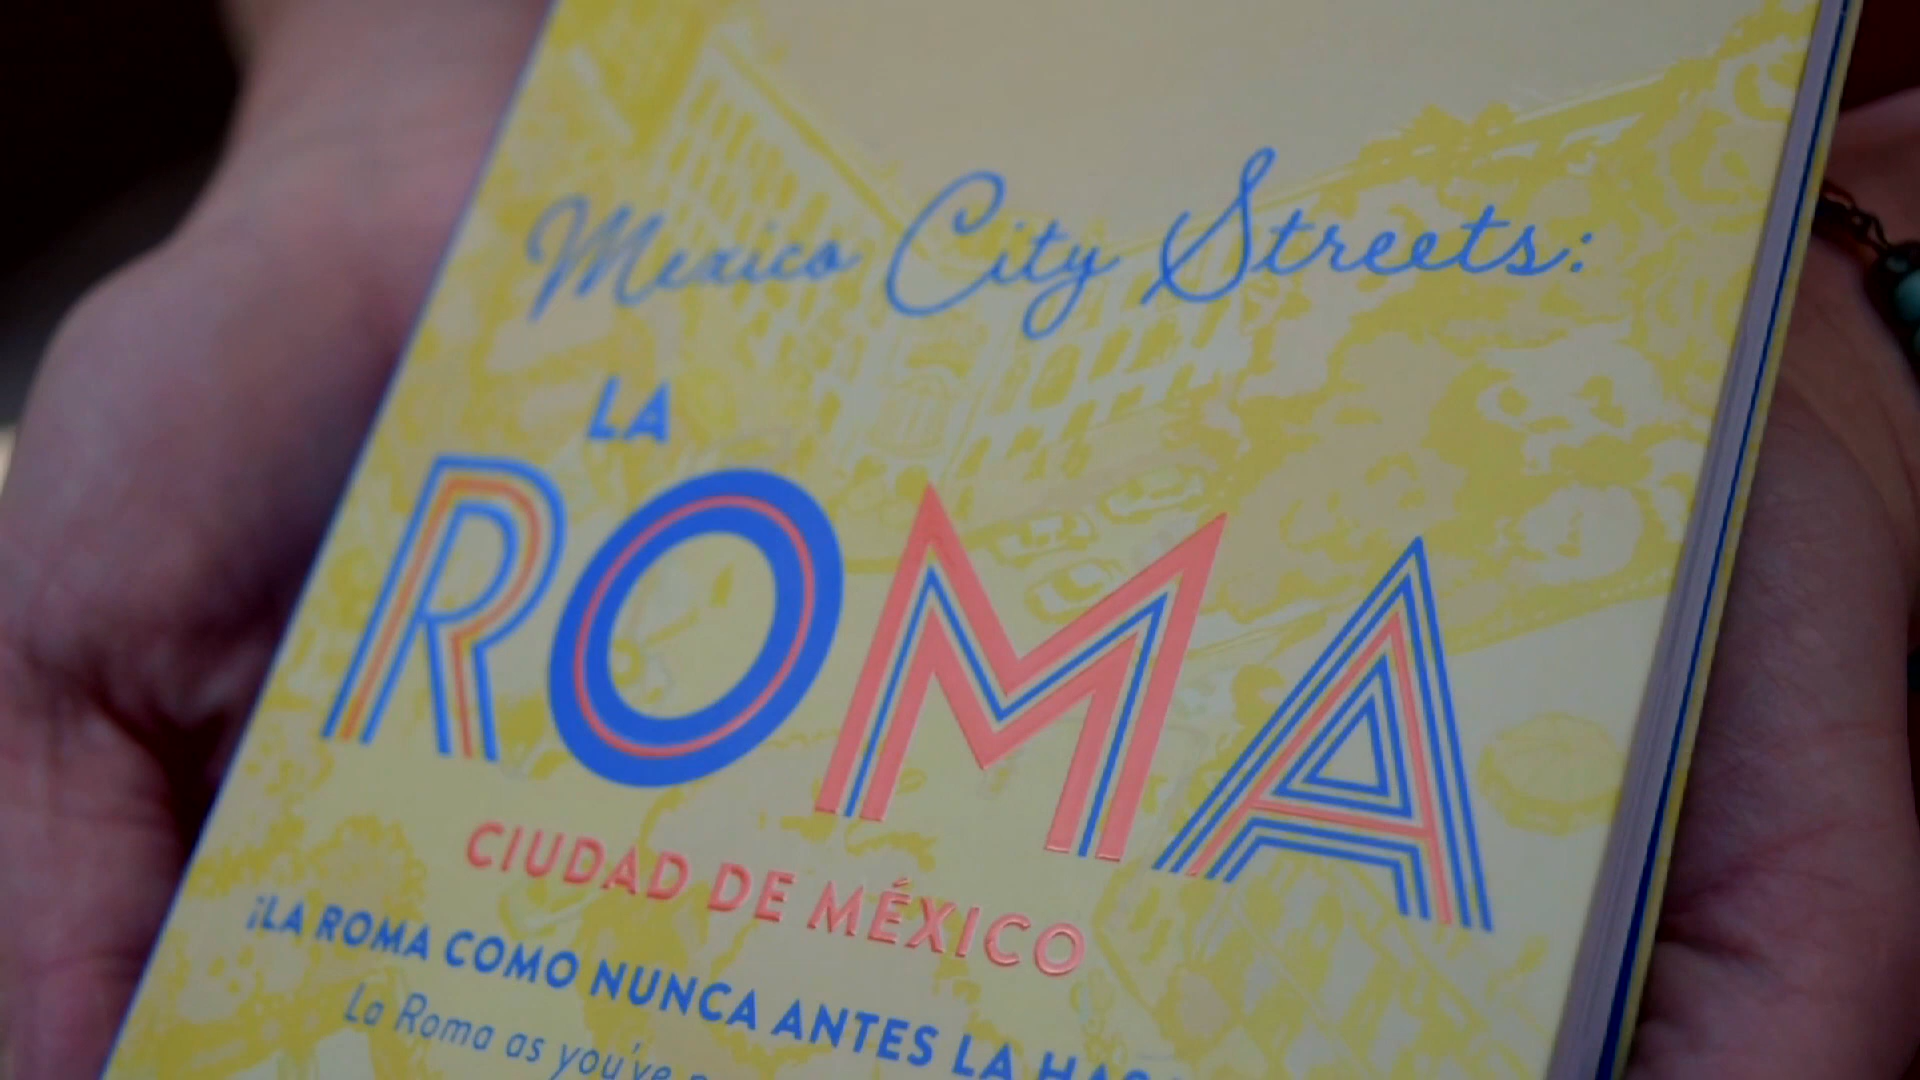 Mexico City Streets:
LA
ROMA
CIUDAD DE MÉXICO
¡LA ROMA COMO NUNCA ANTES LA
La Roma as you've